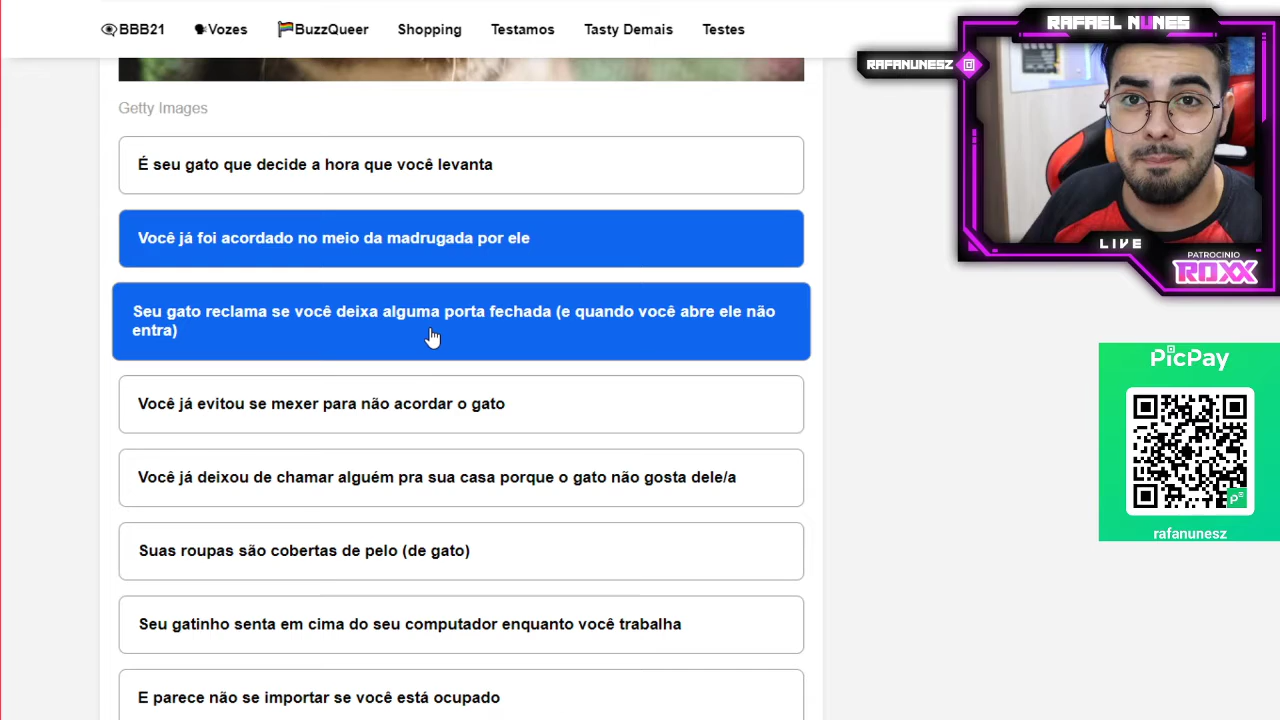 BBB21 Vozes BuzzQueer Shopping Testamos Tasty Demais Testes
RAFAEL NUNES
RAFANUNESZ
Getty Images
É seu gato que decide a hora que você levanta
Você já foi acordado no meio da madrugada por ele
LIVE
PATROCINIO
ROXX
Seu gato reclama se você deixa alguma porta fechada (e quando você abre ele não
entra)
PicPay
Você já evitou se mexer para não acordar o gato
Você já deixou de chamar alguém pra sua casa porque o gato não gosta dele/a
rafanunesz
Suas roupas são cobertas de pelo (de gato)
Seu gatinho senta em cima do seu computador enquanto você trabalha
E parece não se importar se você está ocupado